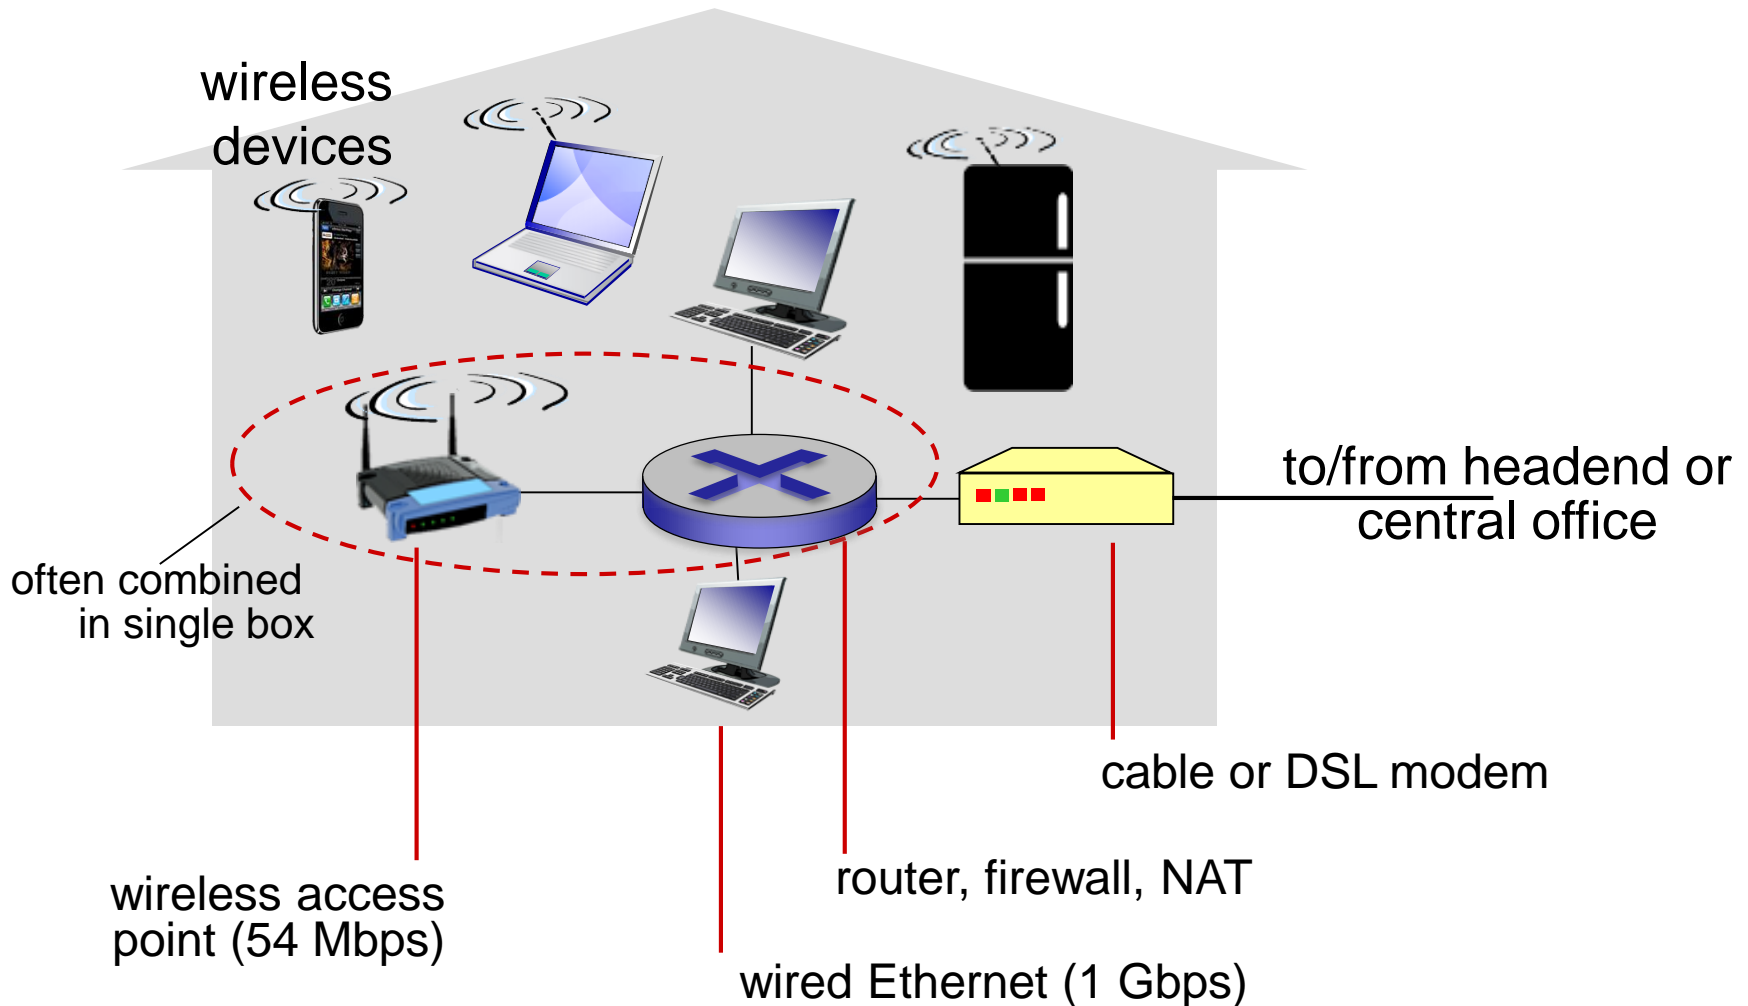 wireless
devices
to/from headend or
central office
often combined
in single box
cable or DSL modem
router, firewall, NAT
wireless access
point (54 Mbps)
wired Ethernet (1 Gbps)